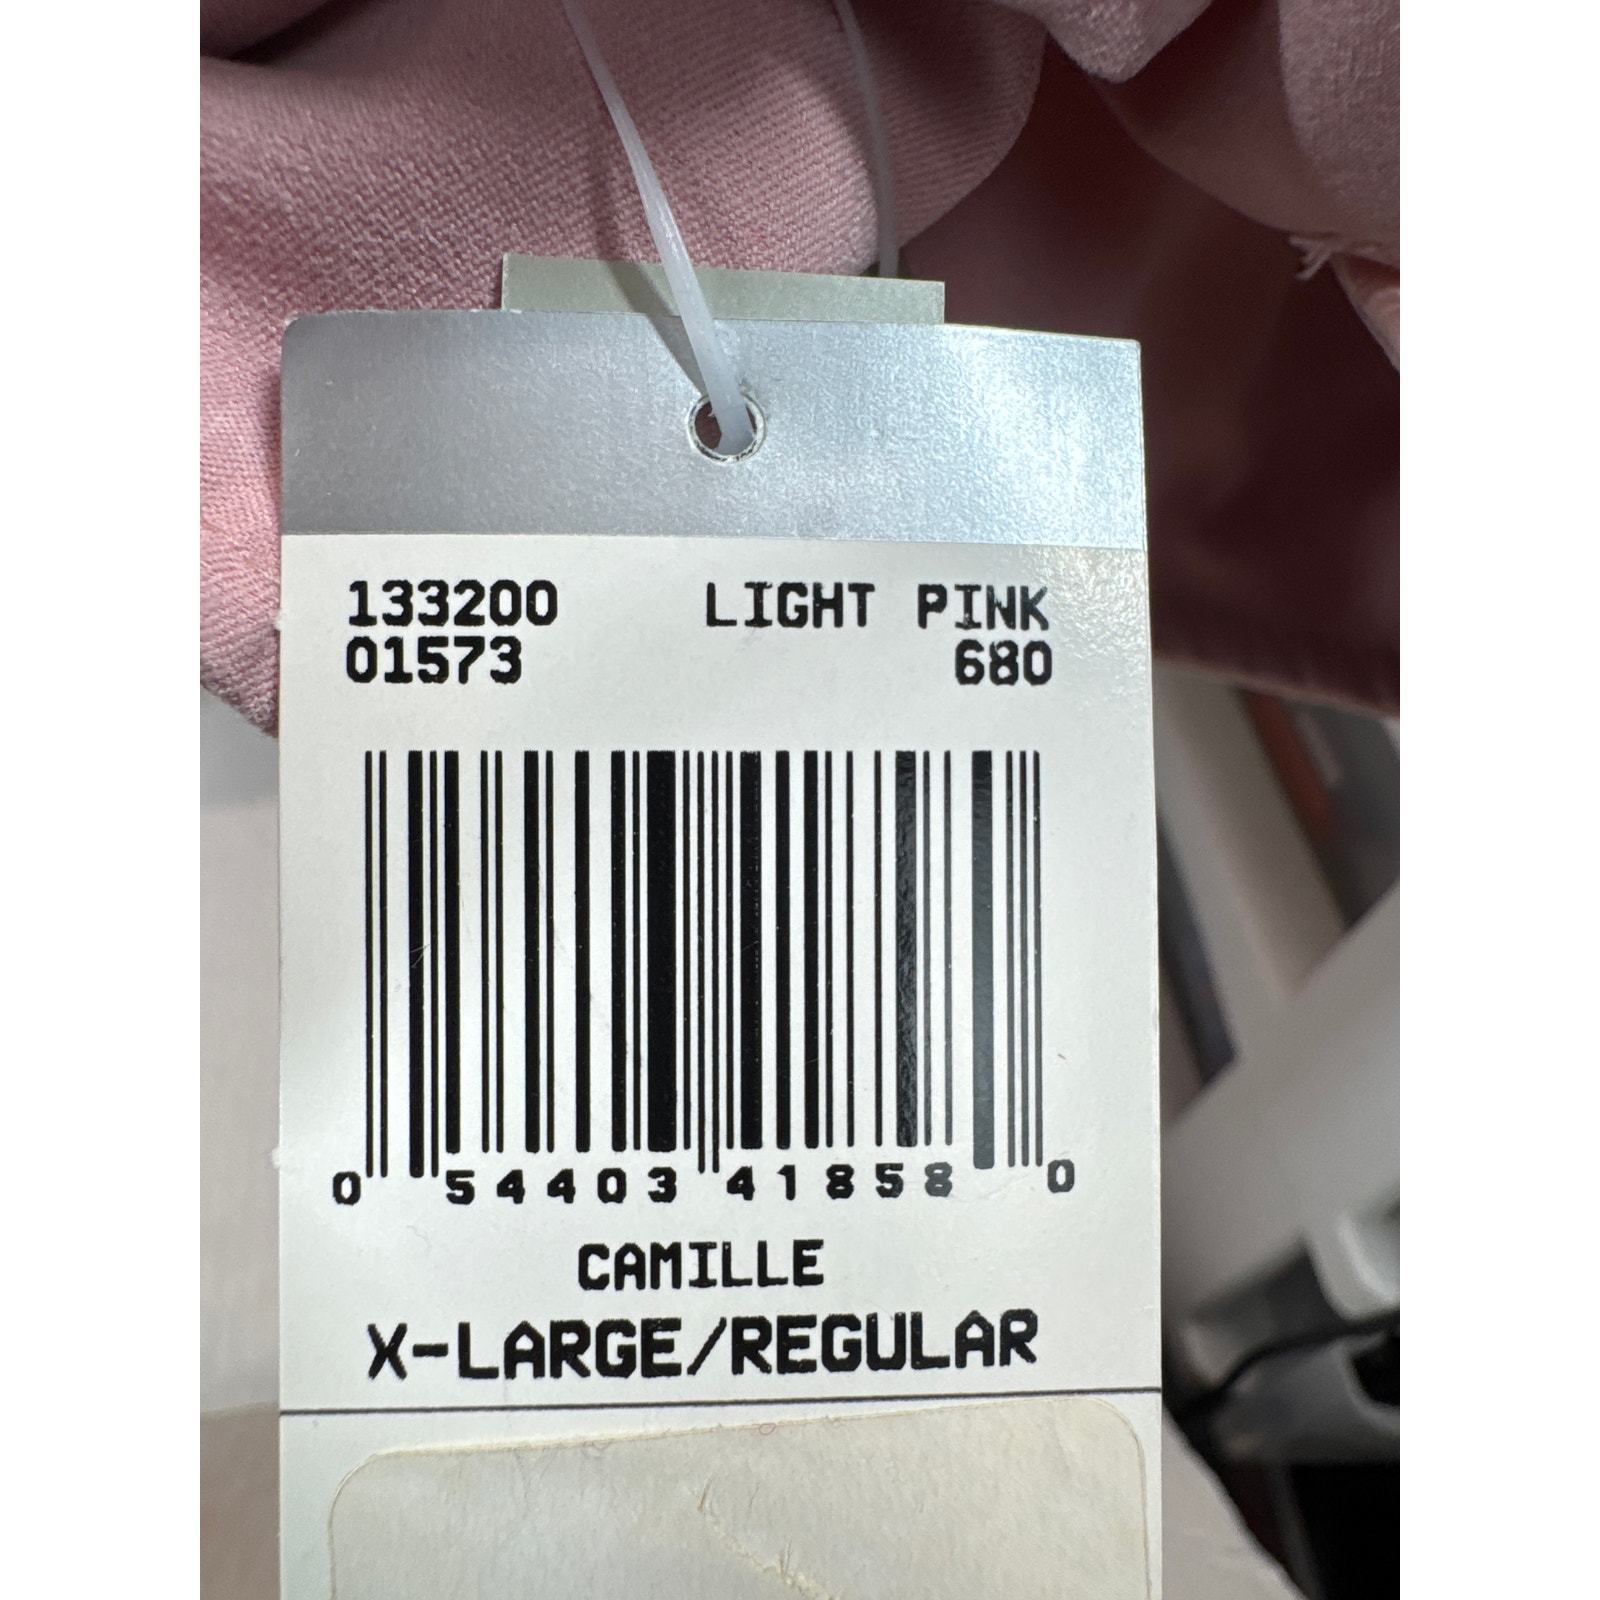 133200 LIGHT PINK
01573 680
0 54403 41858 0
CAMILLE
X-LARGE/REGULAR